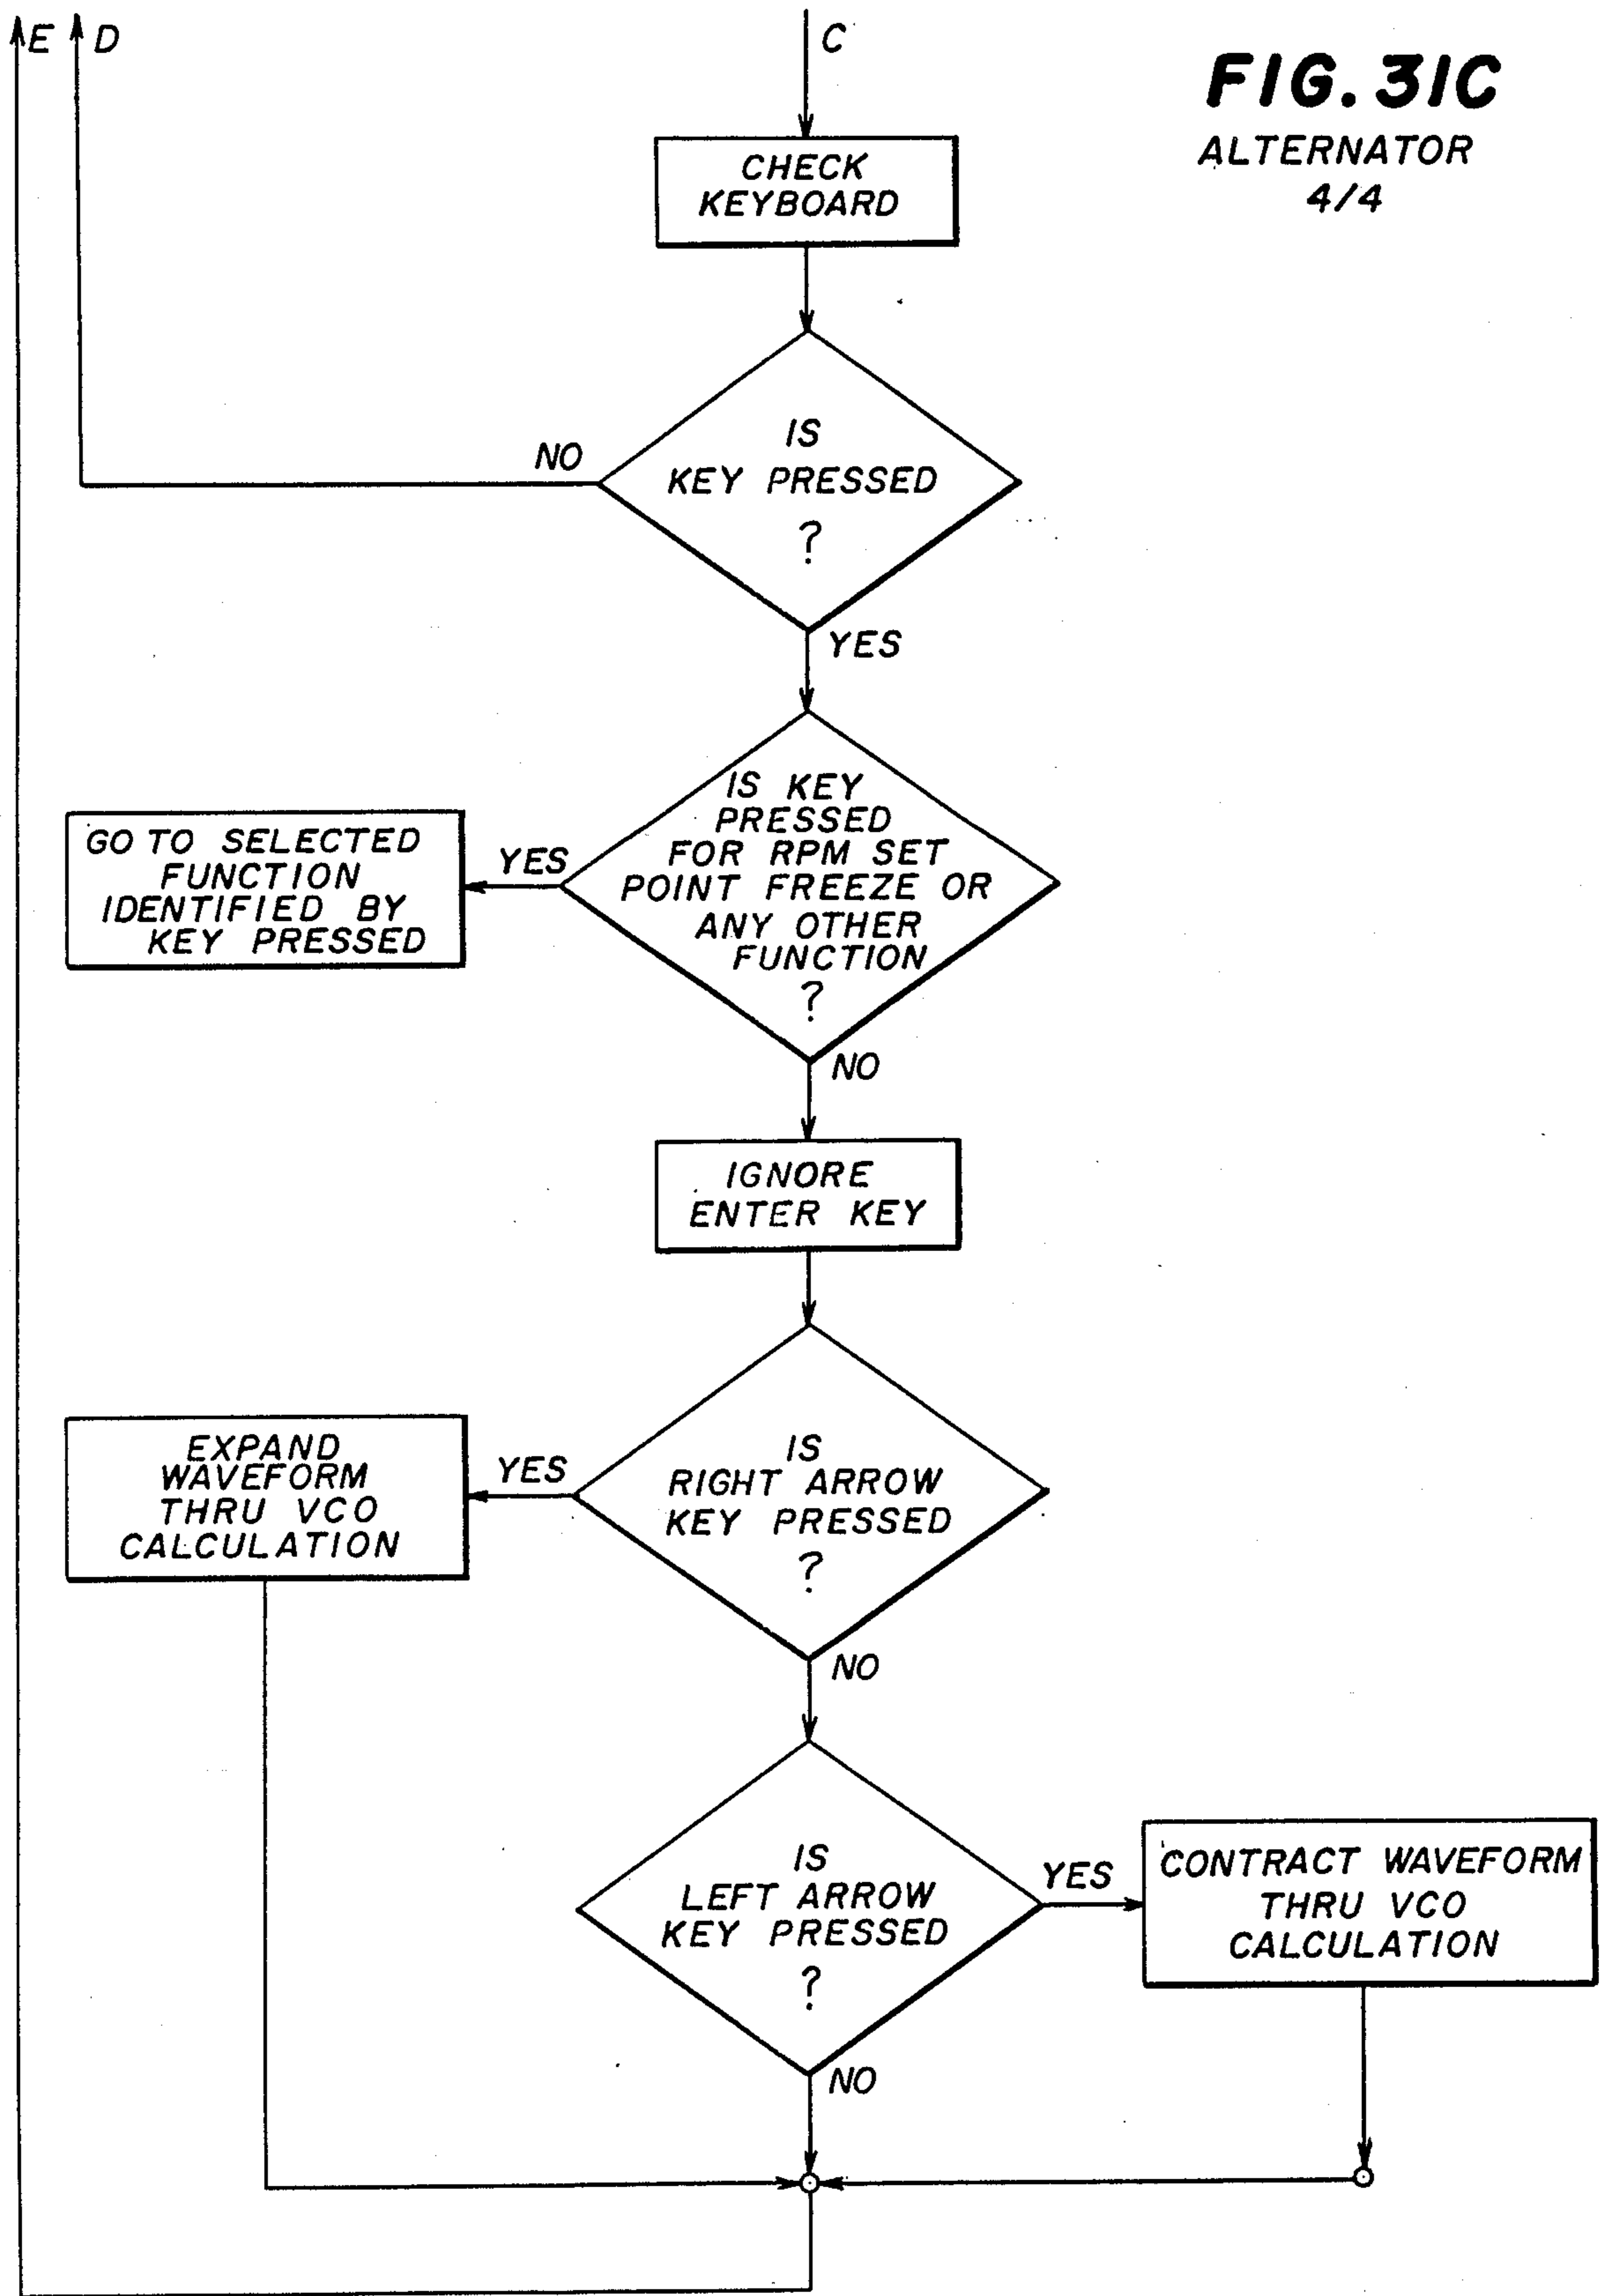 E D
C
FIG. 31C
ALTERNATOR
4/4
CHECK
KEYBOARD
IS
KEY PRESSED
?
NO
YES
IS KEY
PRESSED
FOR RPM SET
POINT FREEZE OR
ANY OTHER
FUNCTION
?
YES
GO TO SELECTED
FUNCTION
IDENTIFIED BY
KEY PRESSED
NO
IGNORE
ENTER KEY
IS
RIGHT ARROW
KEY PRESSED
?
YES
EXPAND
WAVEFORM
THRU VCO
CALCULATION
NO
IS
LEFT ARROW
KEY PRESSED
?
YES
CONTRACT WAVEFORM
THRU VCO
CALCULATION
NO